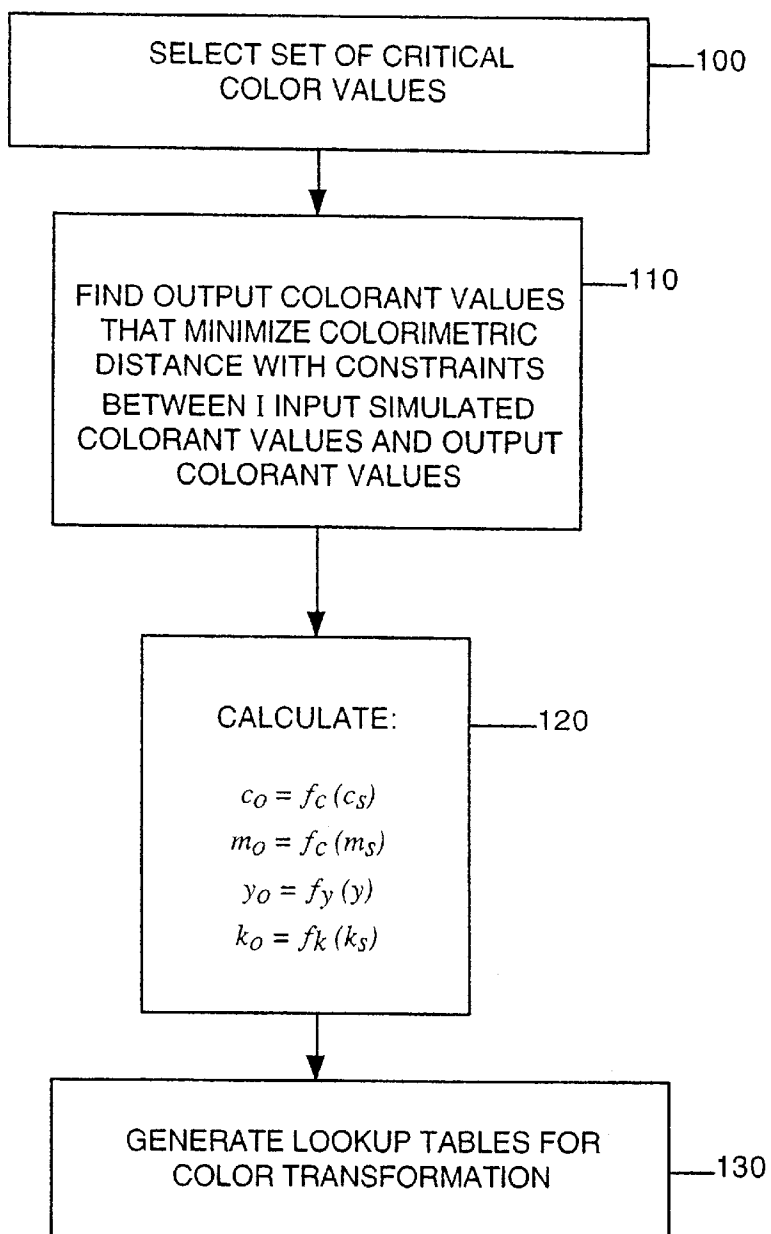 SELECT SET OF CRITICAL
COLOR VALUES
100
FIND OUTPUT COLORANT VALUES
THAT MINIMIZE COLORIMETRIC
DISTANCE WITH CONSTRAINTS
BETWEEN I INPUT SIMULATED
COLORANT VALUES AND OUTPUT
COLORANT VALUES
110
CALCULATE:
120
c_o = f_c (c_s)
m_o = f_c (m_s)
y_o = f_y (y)
k_o = f_k (k_s)
GENERATE LOOKUP TABLES FOR
COLOR TRANSFORMATION
130